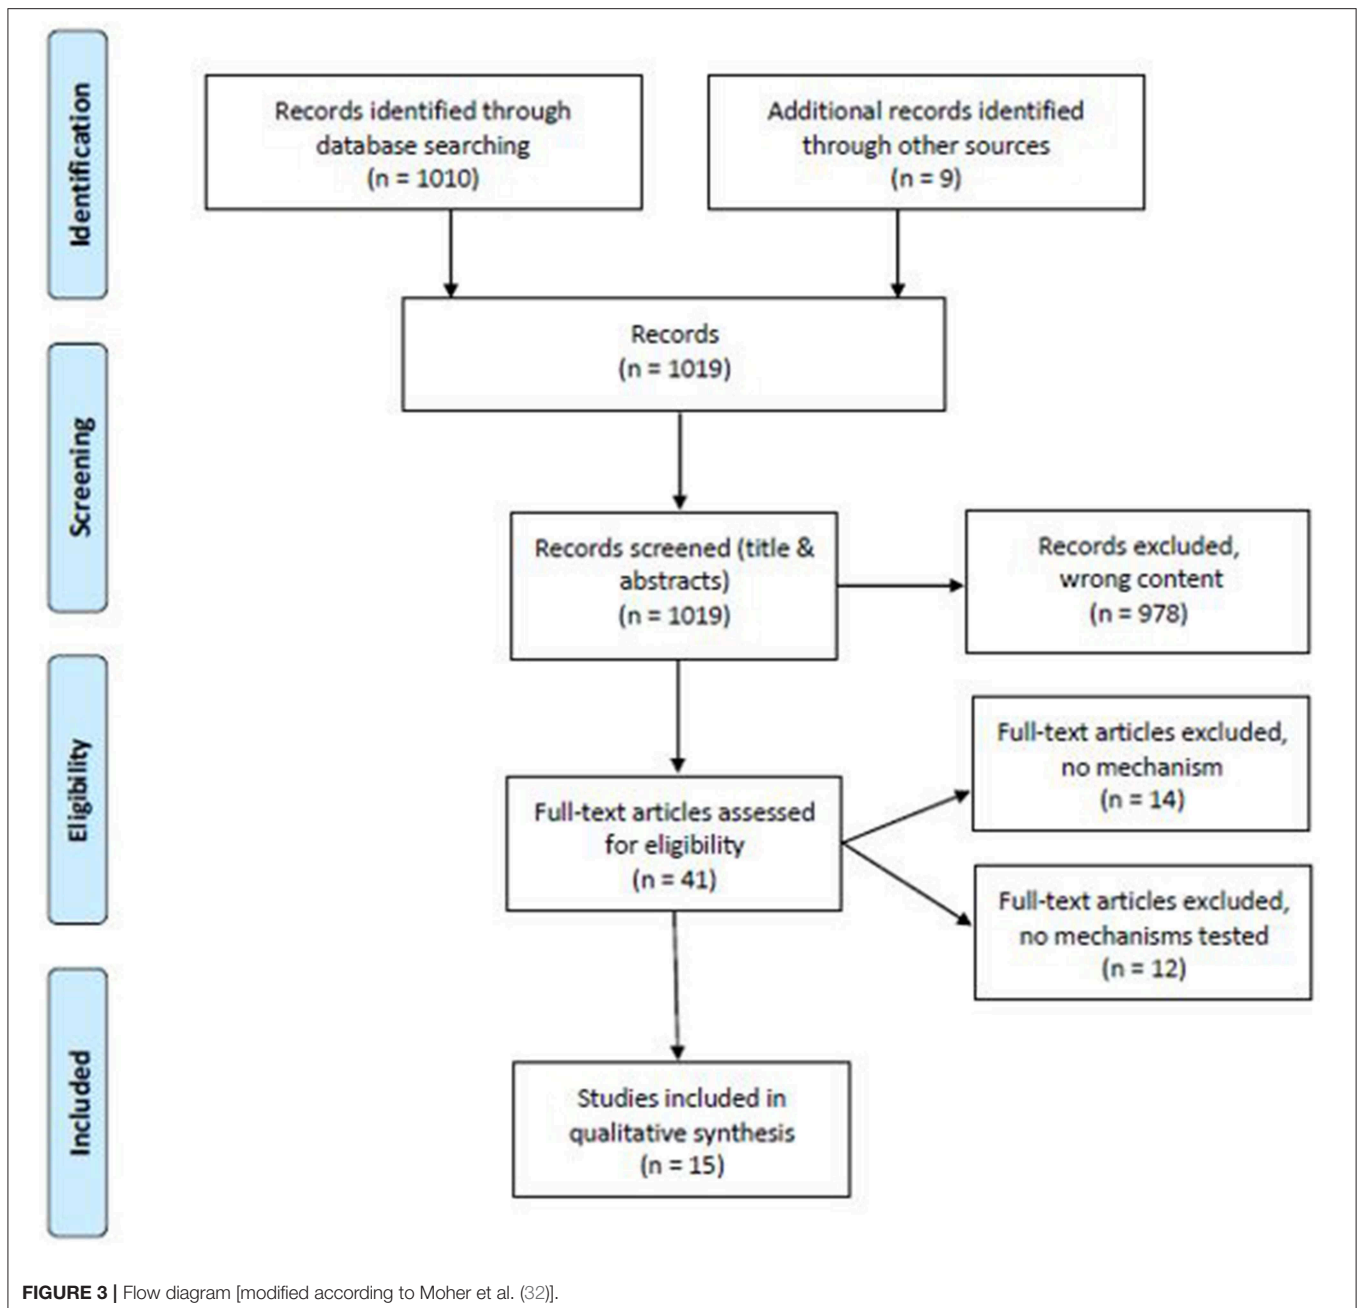 Identification
Records identified through
database searching
(n = 1010)
Additional records identified
through other sources
(n = 9)
Records
(n = 1019)
Screening
Records screened (title &
abstracts)
(n = 1019)
Records excluded,
wrong content
(n = 978)
Eligibility
Full-text articles assessed
for eligibility
(n = 41)
Full-text articles excluded,
no mechanism
(n = 14)
Full-text articles excluded,
no mechanisms tested
(n = 12)
Included
Studies included in
qualitative synthesis
(n = 15)
FIGURE 3 | Flow diagram [modified according to Moher et al. (32)].